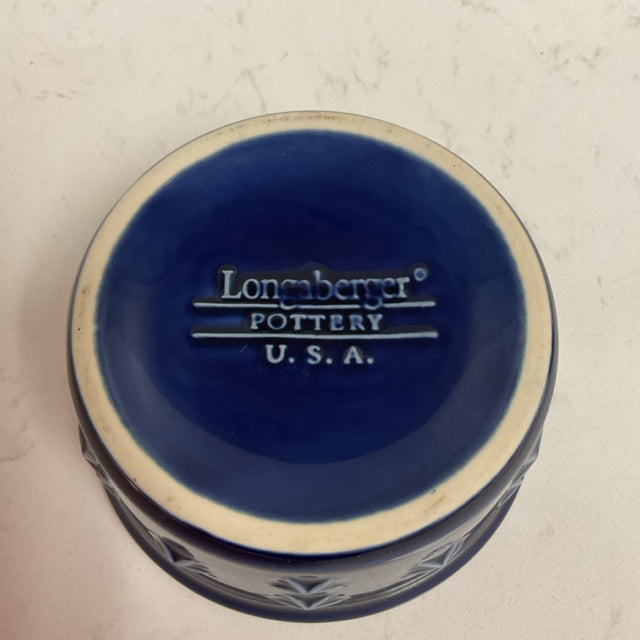 Longaberger®
POTTERY
U. S. A.